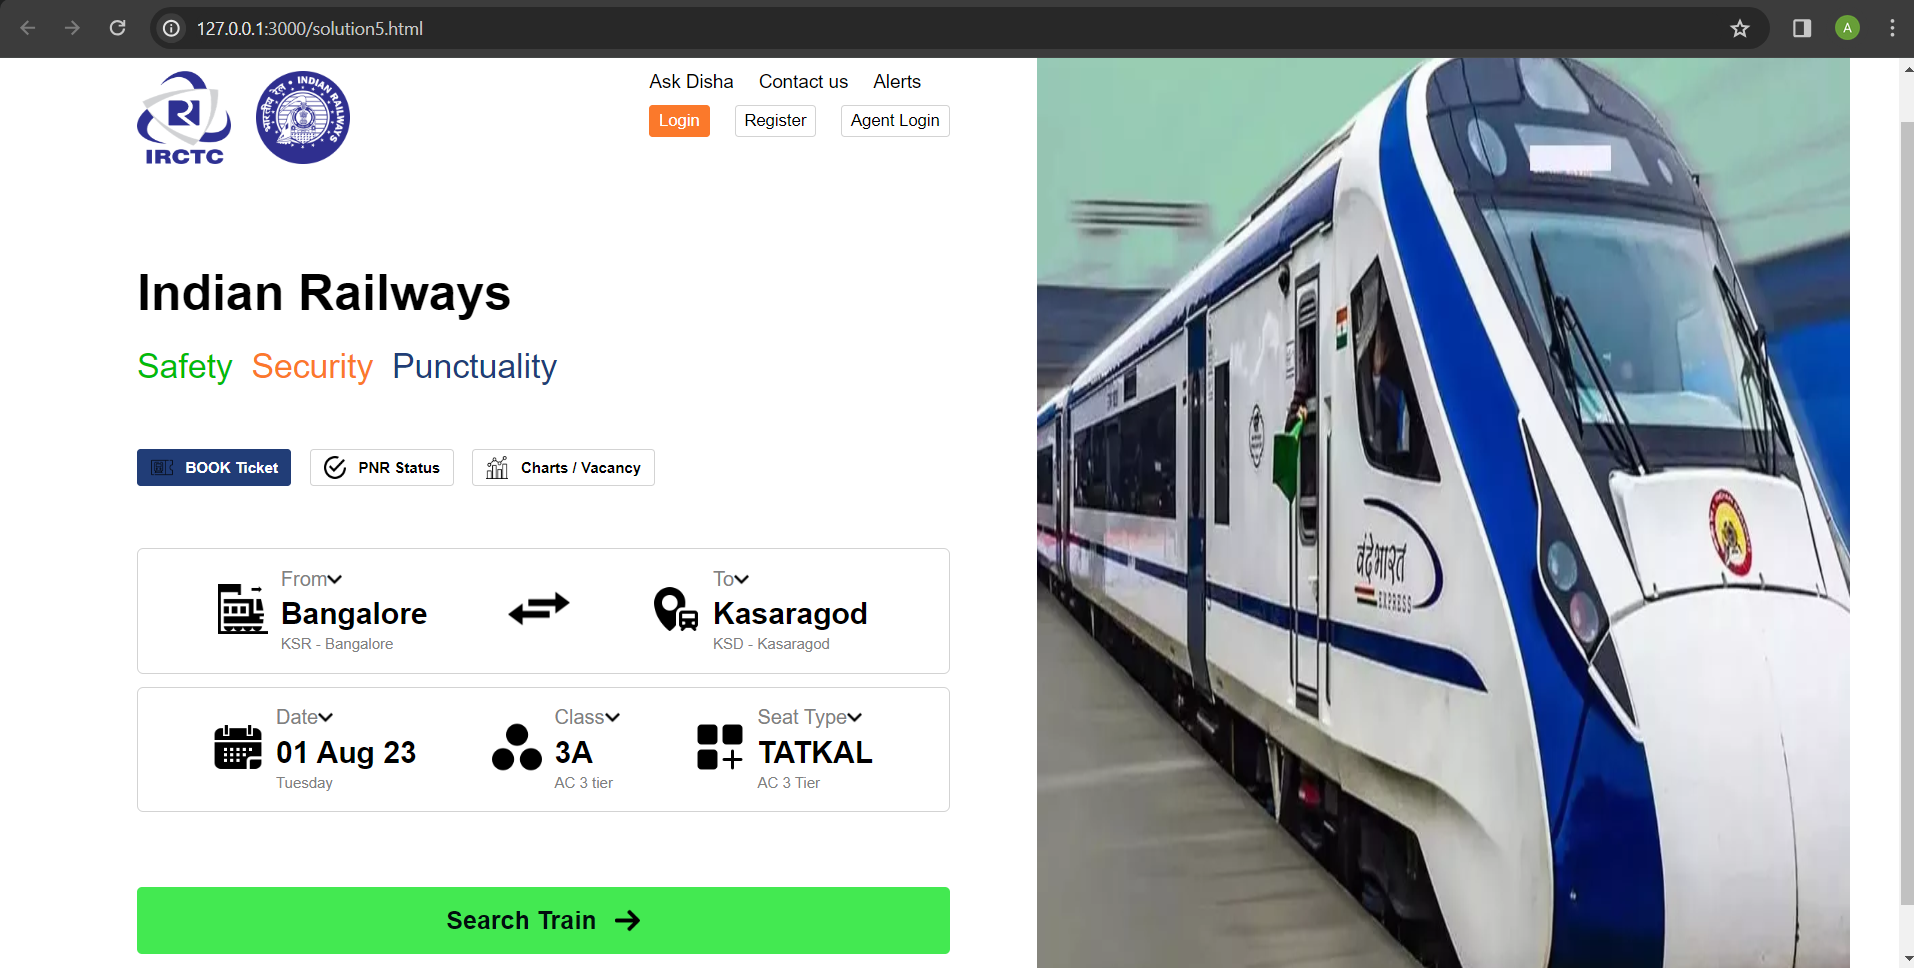 127.0.0.1:3000/solution5.html
A
IRCTC
भारतीय रेल • INDIAN RAILWAYS
Ask Disha Contact us Alerts
Login Register Agent Login
Indian Railways
Safety Security Punctuality
BOOK Ticket PNR Status Charts / Vacancy
From
Bangalore
KSR - Bangalore
To
Kasaragod
KSD - Kasaragod
Date
01 Aug 23
Tuesday
Class
3A
AC 3 tier
Seat Type
TATKAL
AC 3 Tier
Search Train
वंदे भारत
EXPRESS